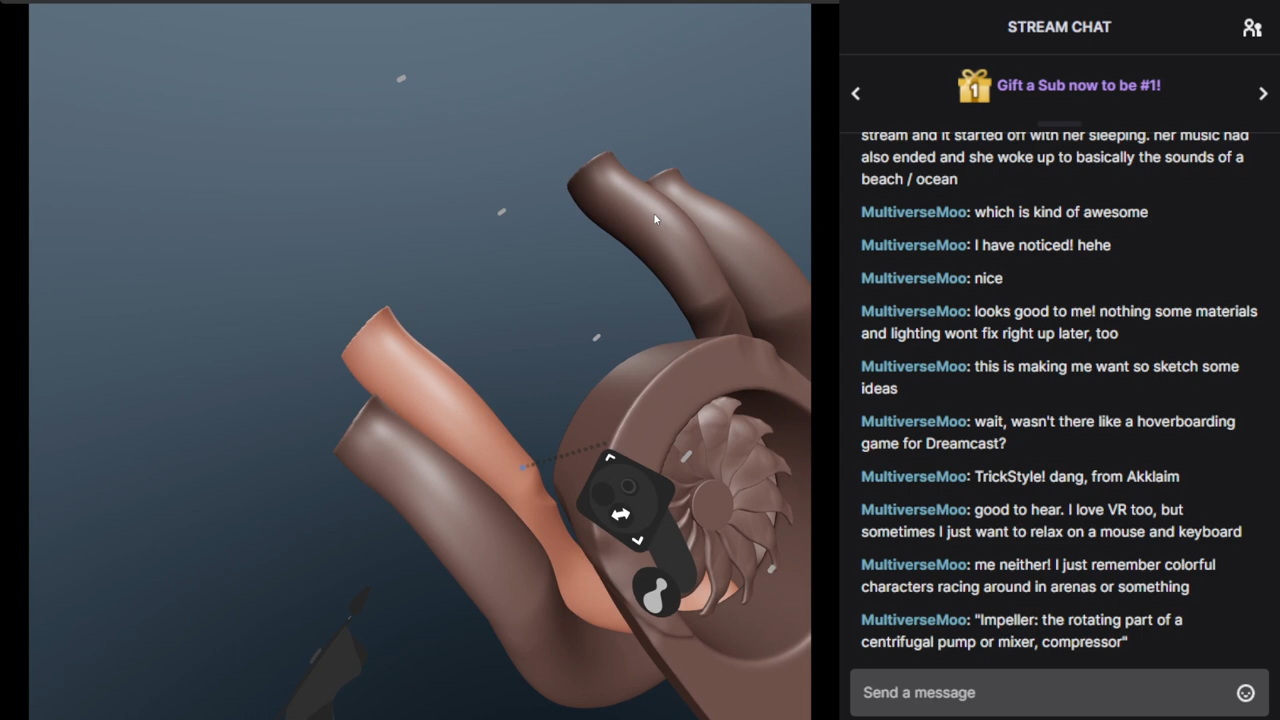 STREAM CHAT
1
Gift a Sub now to be #1!
stream and it started off with her sleeping. her music had
also ended and she woke up to basically the sounds of a
beach / ocean
MultiverseMoo: which is kind of awesome
MultiverseMoo: I have noticed! hehe
MultiverseMoo: nice
MultiverseMoo: looks good to me! nothing some materials
and lighting wont fix right up later, too
MultiverseMoo: this is making me want so sketch some
ideas
MultiverseMoo: wait, wasn't there like a hoverboarding
game for Dreamcast?
MultiverseMoo: TrickStyle! dang, from Akklaim
MultiverseMoo: good to hear. I love VR too, but
sometimes I just want to relax on a mouse and keyboard
MultiverseMoo: me neither! I just remember colorful
characters racing around in arenas or something
MultiverseMoo: "Impeller: the rotating part of a
centrifugal pump or mixer, compressor"
Send a message